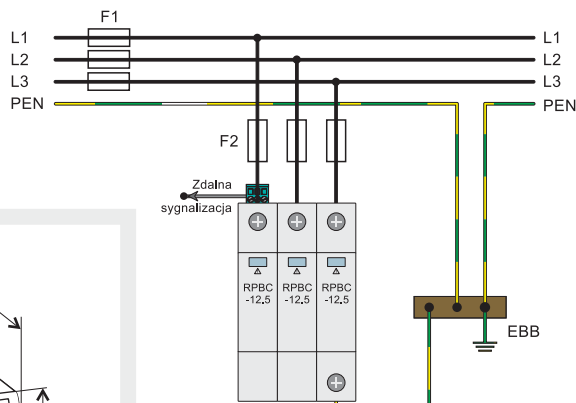 F1
L1 L1
L2 L2
L3 L3
PEN PEN
F2
Zdalna
sygnalizacja
RPBC RPBC RPBC
-12.5 -12.5 -12.5
EBB